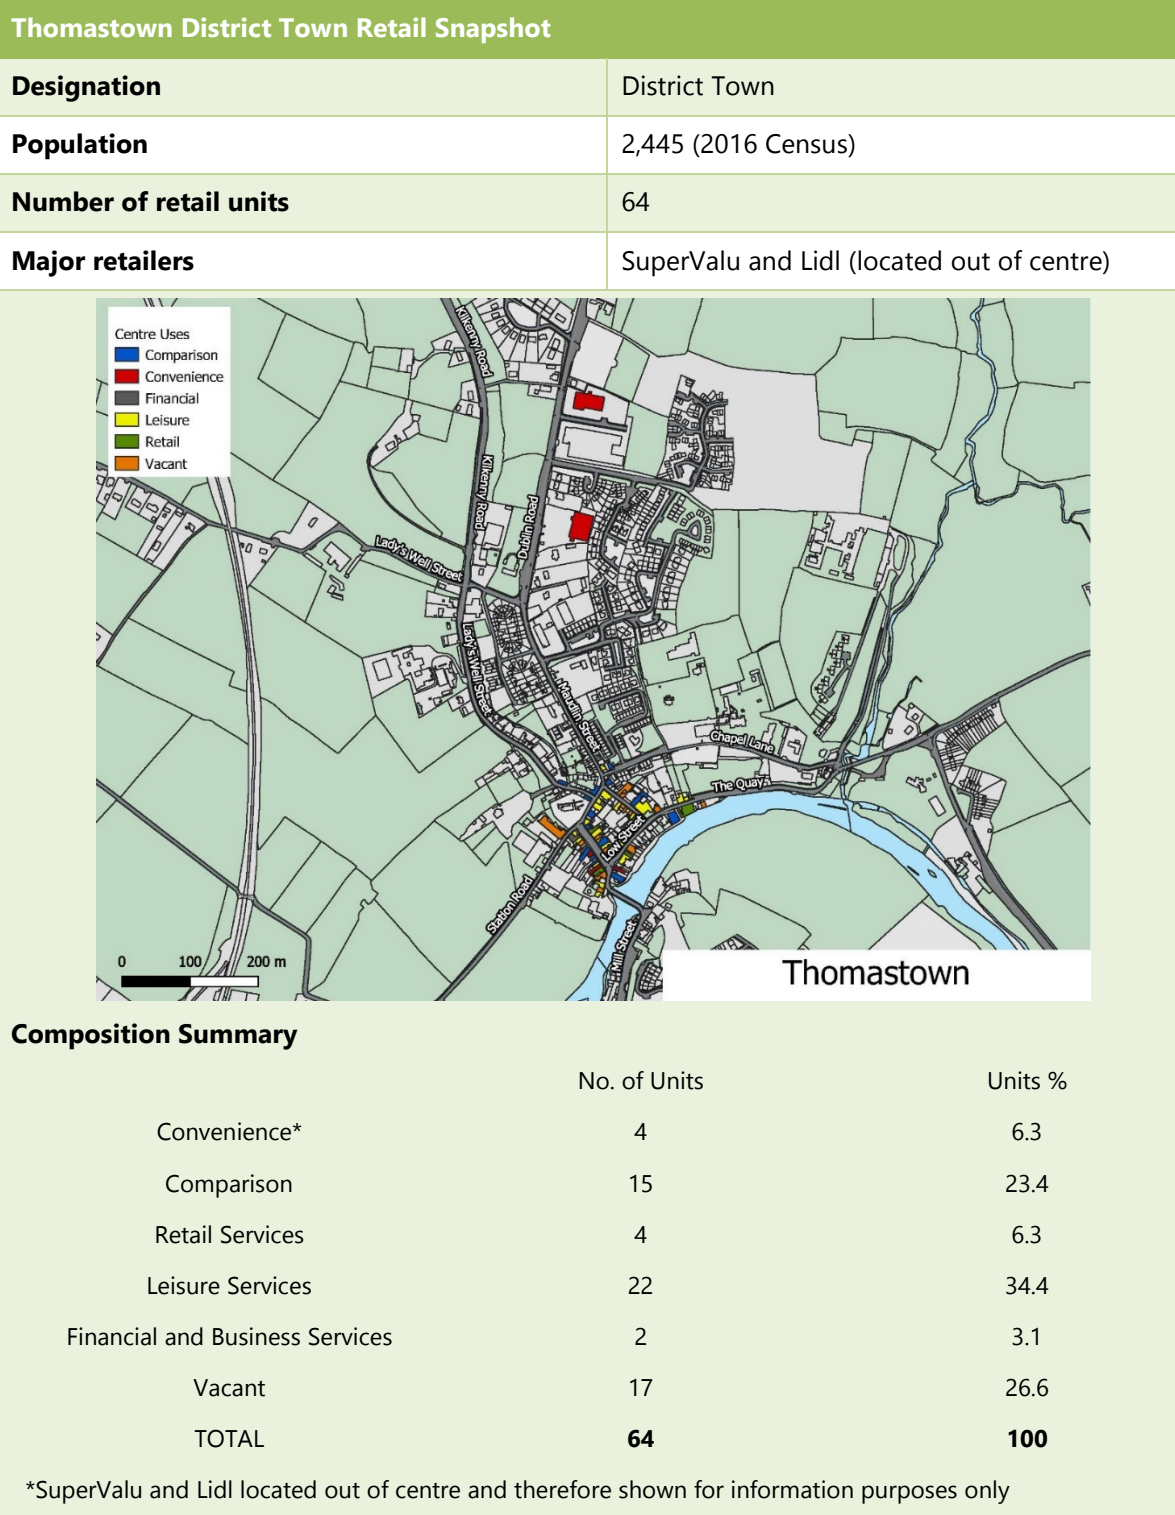 Thomastown District Town Retail Snapshot
Designation District Town
Population 2,445 (2016 Census)
Number of retail units 64
Major retailers SuperValu and Lidl (located out of centre)
Centre Uses
Comparison
Convenience
Financial
Leisure
Retail
Vacant
Kilkenny Road
Kilkenny Road
Dublin Road
Lady's Well Street
Lady's Well Street
Maudlin Street
Chapel Lane
The Quay
Low Street
Station Road
Mill Street
0 100 200 m
Thomastown
Composition Summary
No. of Units Units %
Convenience* 4 6.3
Comparison 15 23.4
Retail Services 4 6.3
Leisure Services 22 34.4
Financial and Business Services 2 3.1
Vacant 17 26.6
TOTAL 64 100
*SuperValu and Lidl located out of centre and therefore shown for information purposes only